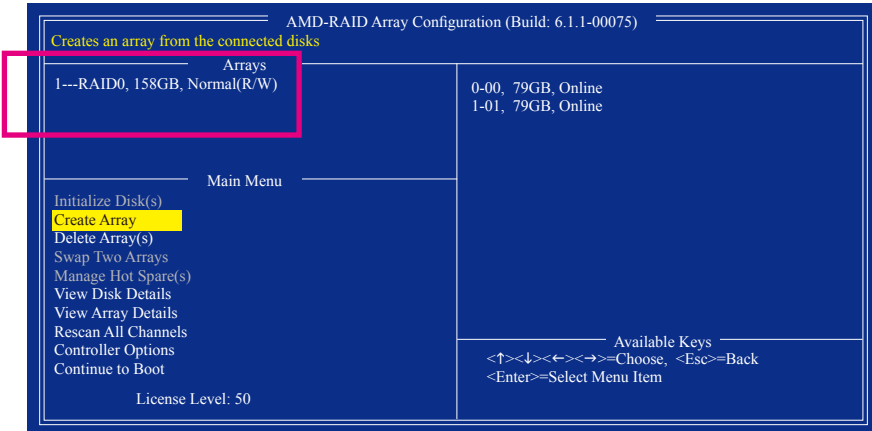 AMD-RAID Array Configuration (Build: 6.1.1-00075)
Creates an array from the connected disks
Arrays
1---RAID0, 158GB, Normal(R/W)
0-00, 79GB, Online
1-01, 79GB, Online
Main Menu
Initialize Disk(s)
Create Array
Delete Array(s)
Swap Two Arrays
Manage Hot Spare(s)
View Disk Details
View Array Details
Rescan All Channels
Controller Options
Continue to Boot
License Level: 50
Available Keys
<↑><↓><←><→>=Choose, <Esc>=Back
<Enter>=Select Menu Item